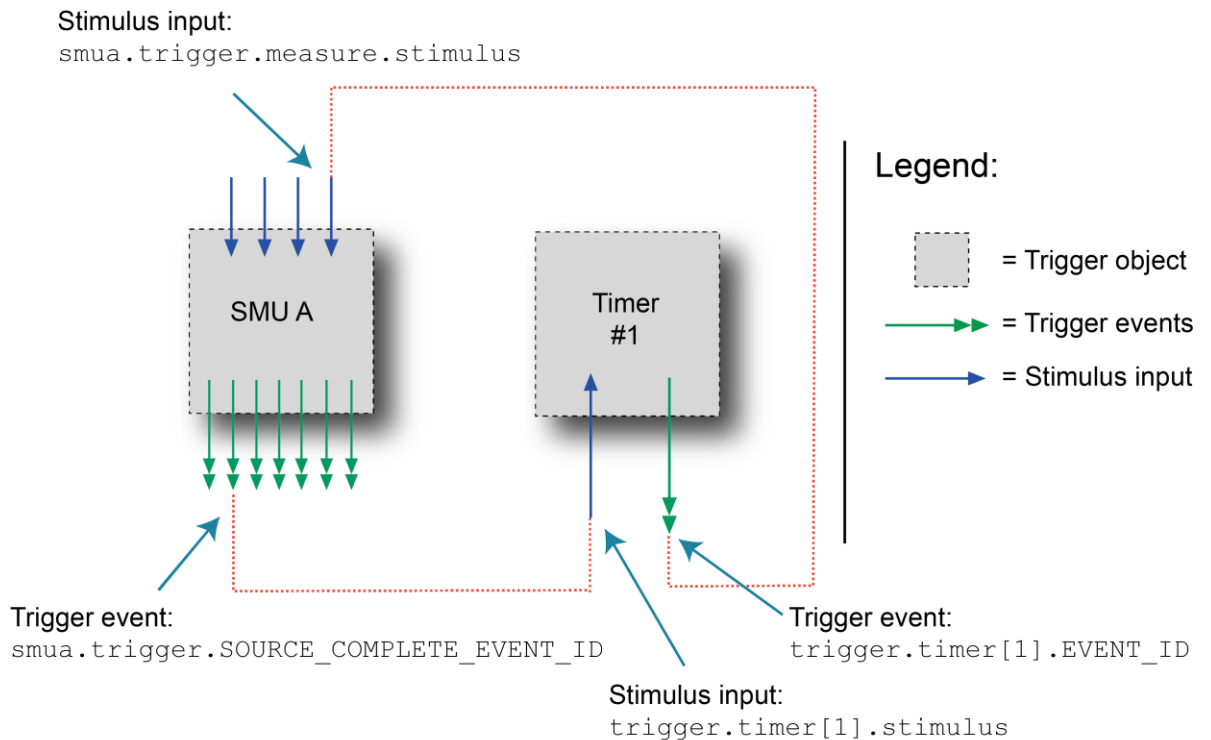 Stimulus input:
smua.trigger.measure.stimulus
Legend:
= Trigger object
SMU A
Timer
#1
= Trigger events
= Stimulus input
Trigger event:
smua.trigger.SOURCE_COMPLETE_EVENT_ID
Trigger event:
trigger.timer[1].EVENT_ID
Stimulus input:
trigger.timer[1].stimulus